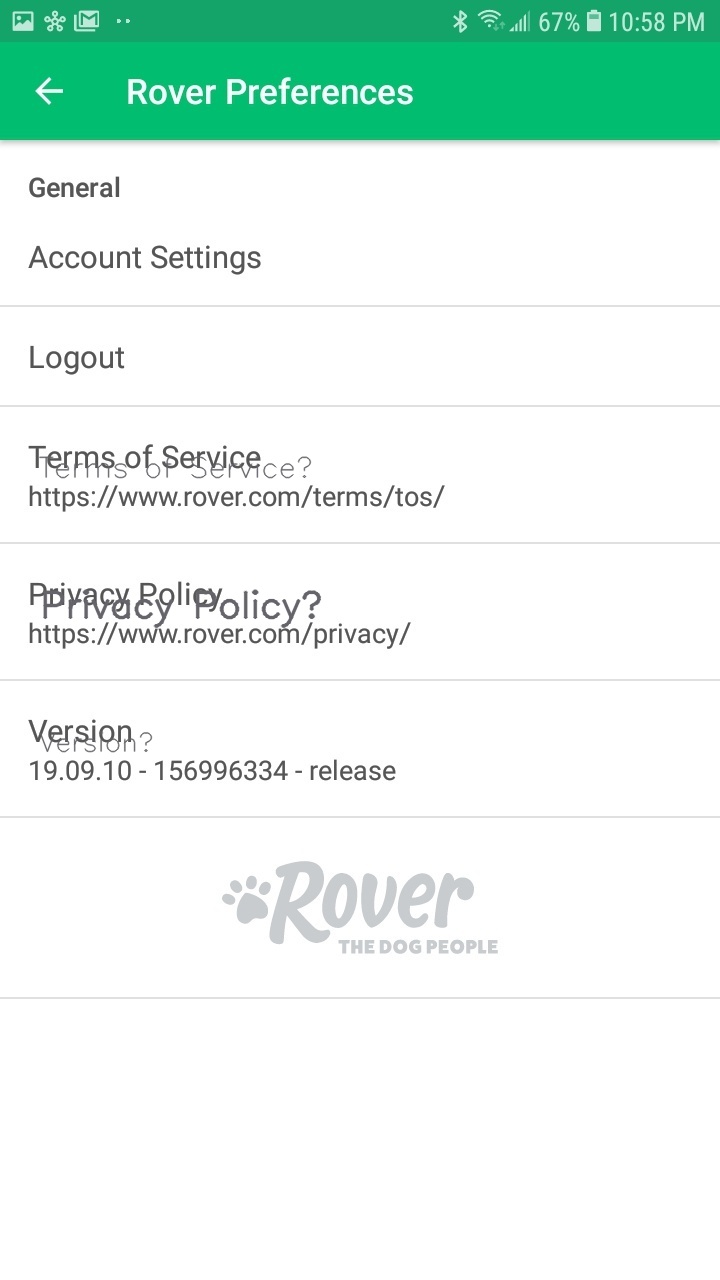 67% 10:58 PM
Rover Preferences
General
Account Settings
Logout
Terms of Service
Terms of Service?
https://www.rover.com/terms/tos/
Privacy Policy
Privacy Policy?
https://www.rover.com/privacy/
Version
Version?
19.09.10 - 156996334 - release
Rover
THE DOG PEOPLE